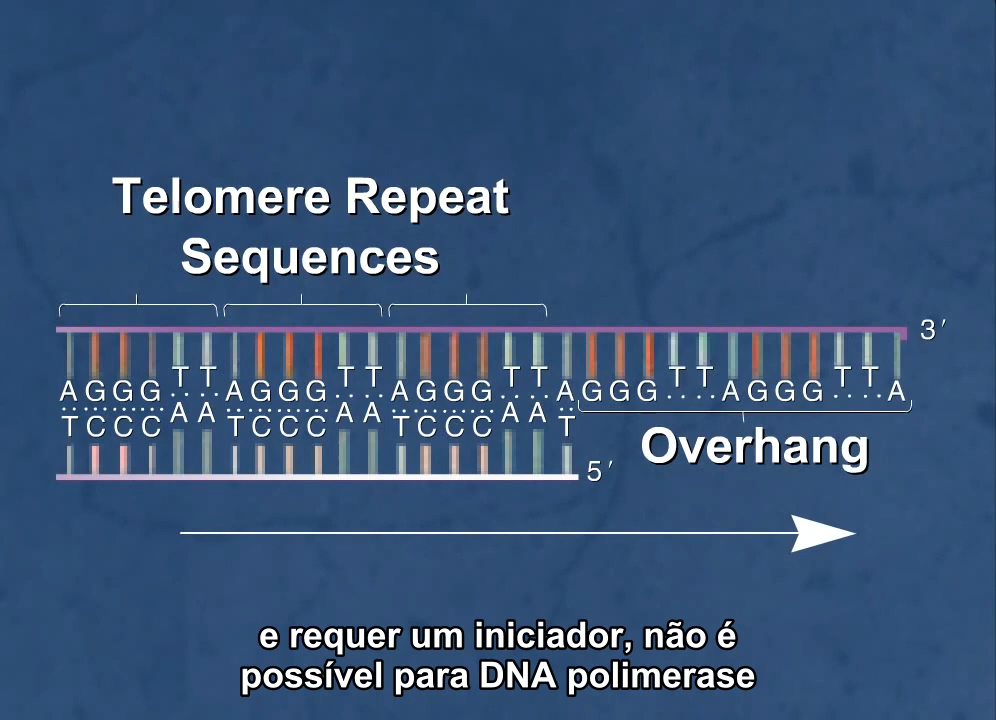 Telomere Repeat
Sequences
3′
AGGGTTAGGGTTAGGGTTAGGGTTAGGGTTA
TCCCAATCCCAATCCCAAT
Overhang
5′
e requer um iniciador, não é
possível para DNA polimerase